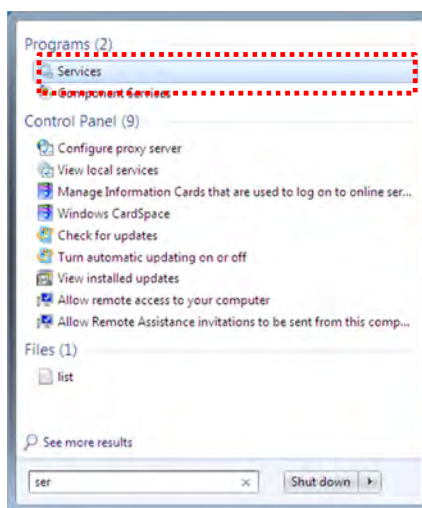 Programs (2)
Services
Component Services
Control Panel (9)
Configure proxy server
View local services
Manage Information Cards that are used to log on to online ser...
Windows CardSpace
Check for updates
Turn automatic updating on or off
View installed updates
Allow remote access to your computer
Allow Remote Assistance invitations to be sent from this comp...
Files (1)
list
See more results
ser
Shut down